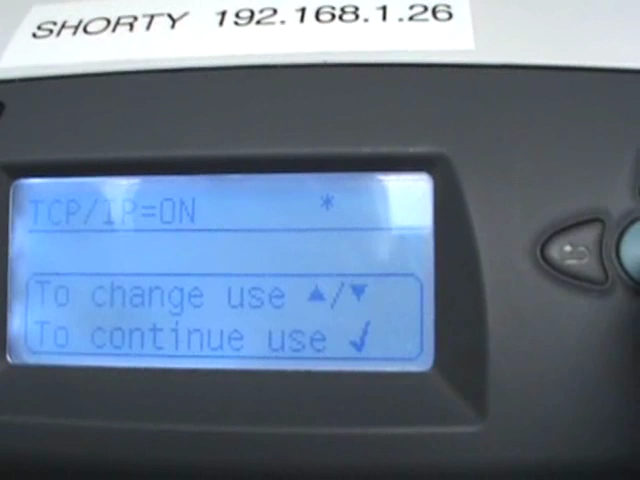 SHORTY 192.168.1.26
TCP/IP=ON *
To change use ▲/▼
To continue use ✓